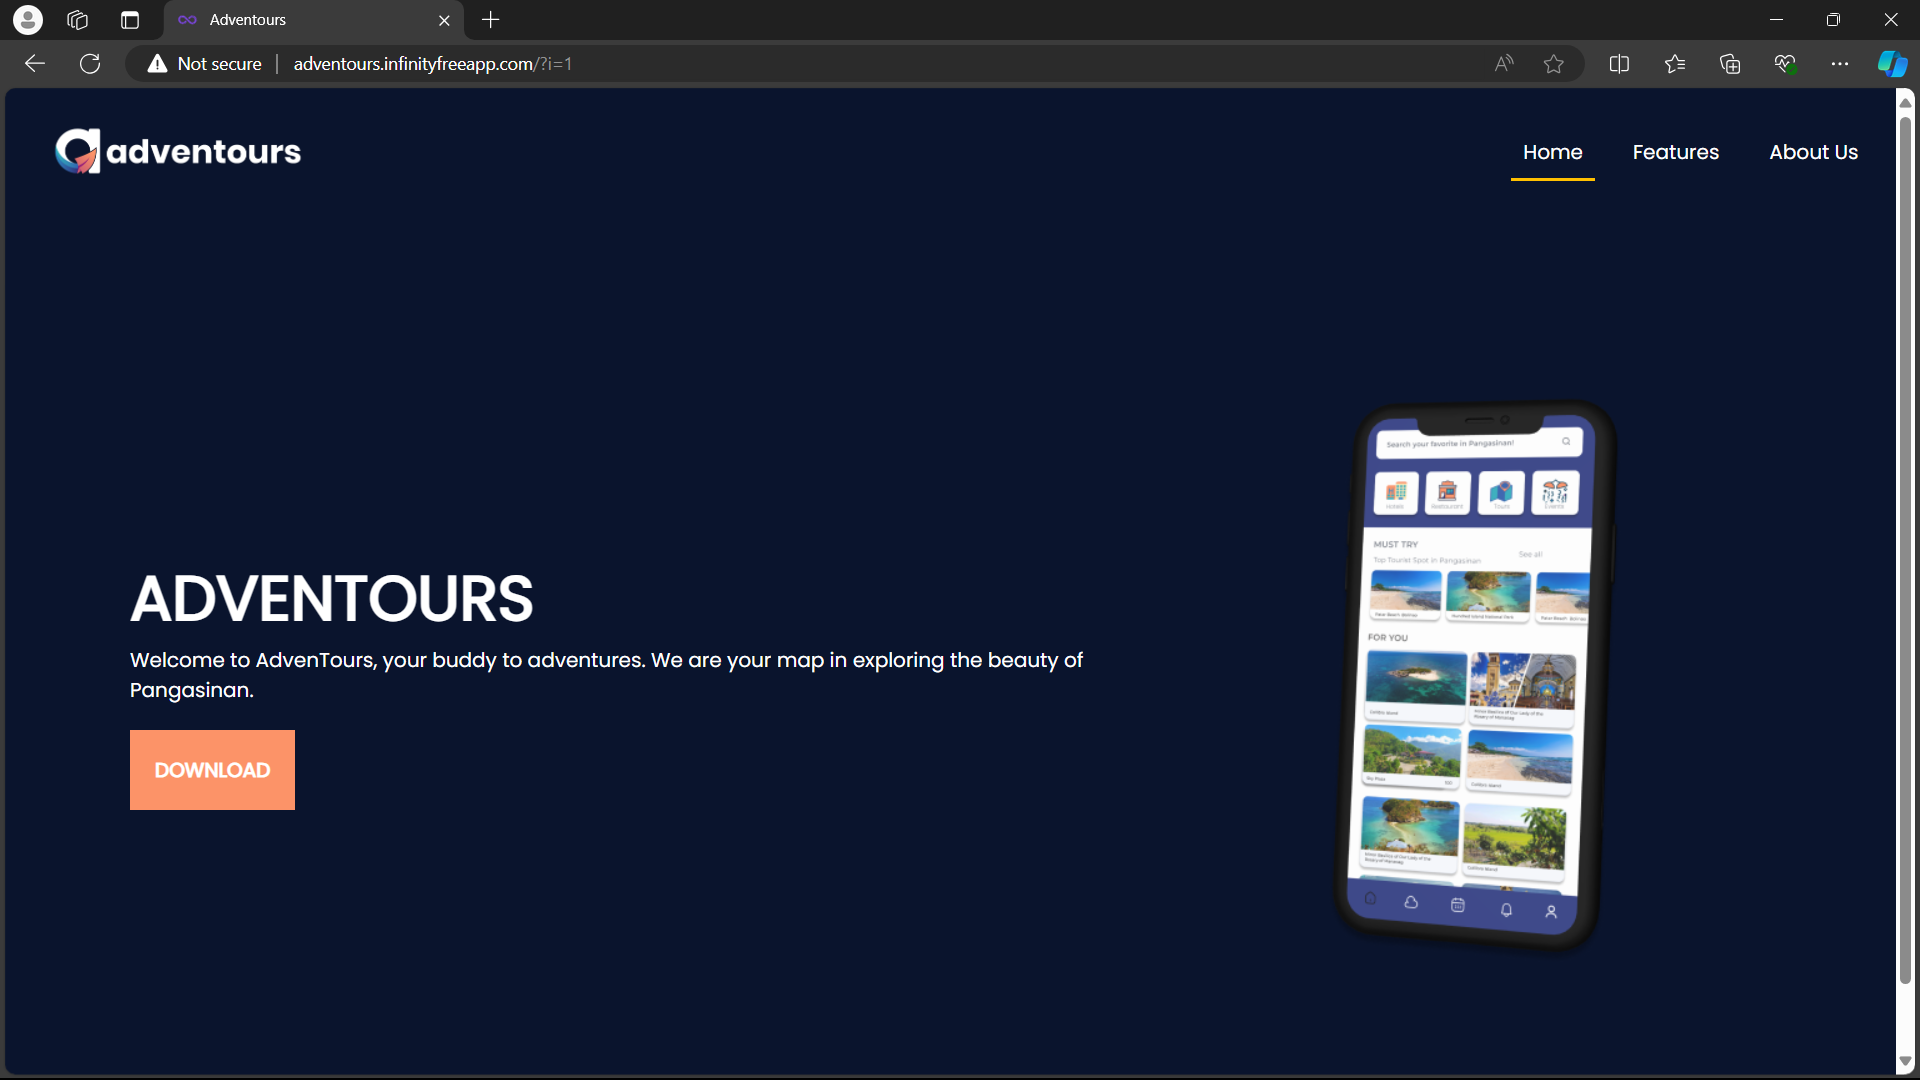 Adventours
Not secure
adventours.infinityfreeapp.com/?i=1
adventours
Home
Features
About Us
Search your favorite in Pangasinan!
Hotels
Restaurant
Tours
Events
MUST TRY
Top Tourist Spot in Pangasinan
See all
FOR YOU
ADVENTOURS
Welcome to AdvenTours, your buddy to adventures. We are your map in exploring the beauty of
Pangasinan.
DOWNLOAD